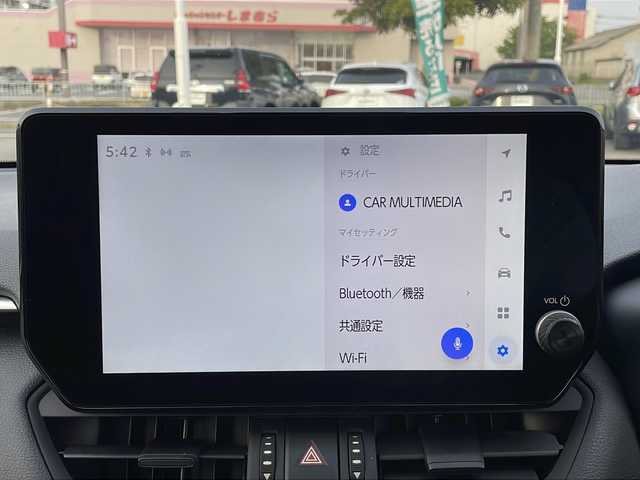 しまむら
5:42
設定
ドライバー
CAR MULTIMEDIA
マイセッティング
ドライバー設定
Bluetooth／機器
共通設定
Wi-Fi
VOL